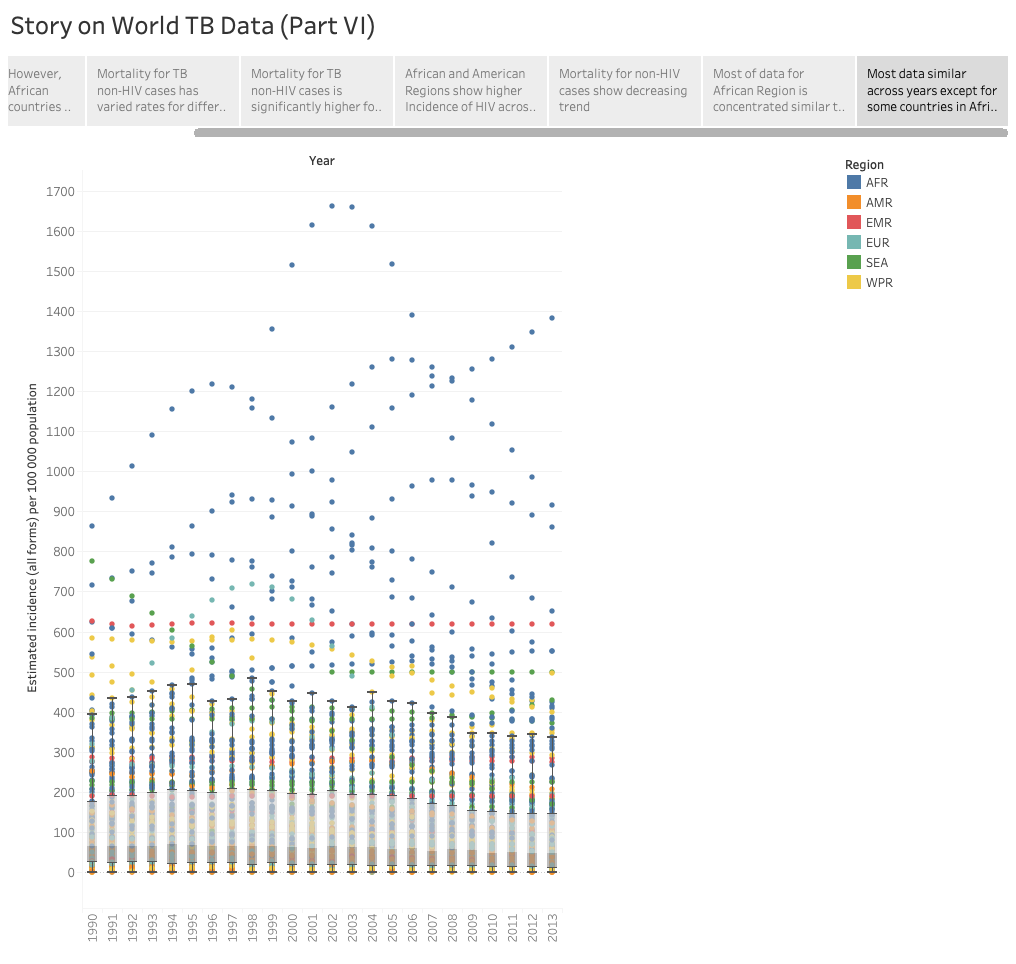 Story on World TB Data (Part VI)
However,
African
countries ..
Mortality for TB
non-HIV cases has
varied rates for differ..
Mortality for TB
non-HIV cases is
significantly higher fo..
African and American
Regions show higher
Incidence of HIV acros..
Mortality for non-HIV
cases show decreasing
trend
Most of data for
African Region is
concentrated similar t..
Most data similar
across years except for
some countries in Afri..
Year
Region
AFR
AMR
EMR
EUR
SEA
WPR
Estimated incidence (all forms) per 100 000 population
1700
1600
1500
1400
1300
1200
1100
1000
900
800
700
600
500
400
300
200
100
0
1990
1991
1992
1993
1994
1995
1996
1997
1998
1999
2000
2001
2002
2003
2004
2005
2006
2007
2008
2009
2010
2011
2012
2013